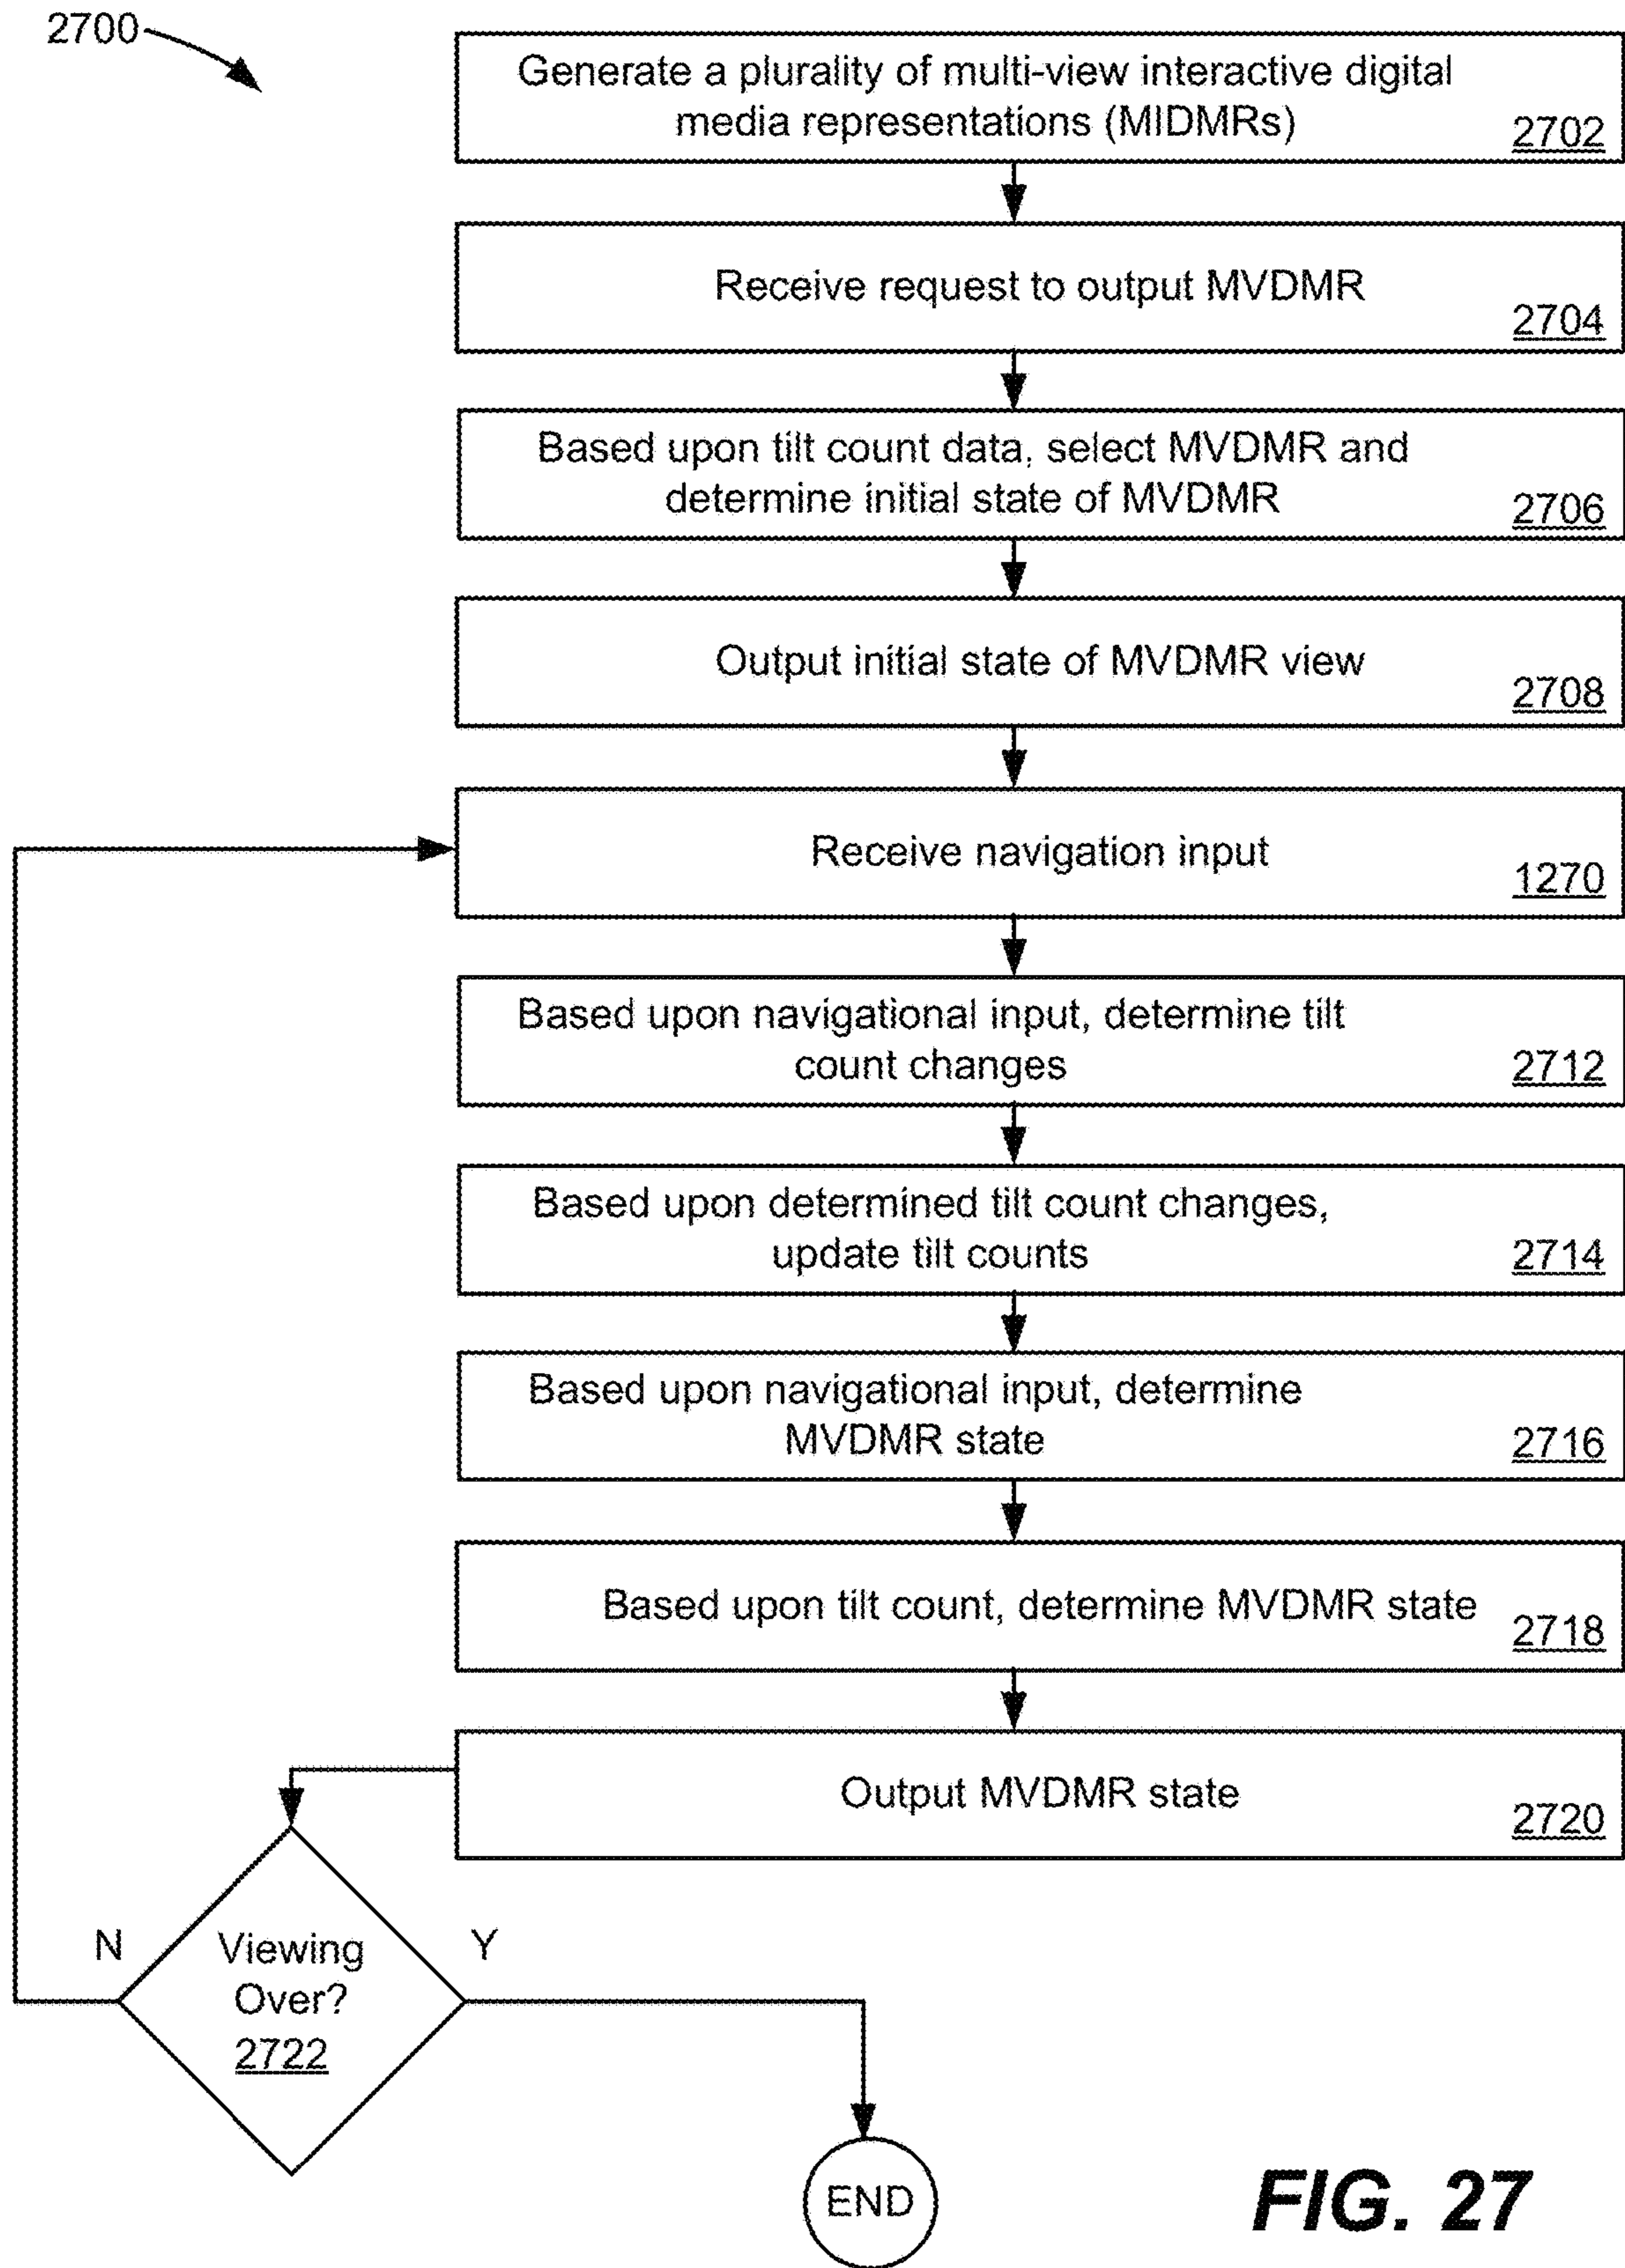 2700
Generate a plurality of multi-view interactive digital
media representations (MIDMRs)
2702
Receive request to output MVDMR
2704
Based upon tilt count data, select MVDMR and
determine initial state of MVDMR
2706
Output initial state of MVDMR view
2708
Receive navigation input
1270
Based upon navigational input, determine tilt
count changes
2712
Based upon determined tilt count changes,
update tilt counts
2714
Based upon navigational input, determine
MVDMR state
2716
Based upon tilt count, determine MVDMR state
2718
Output MVDMR state
2720
N
Viewing
Over?
2722
Y
END
FIG. 27